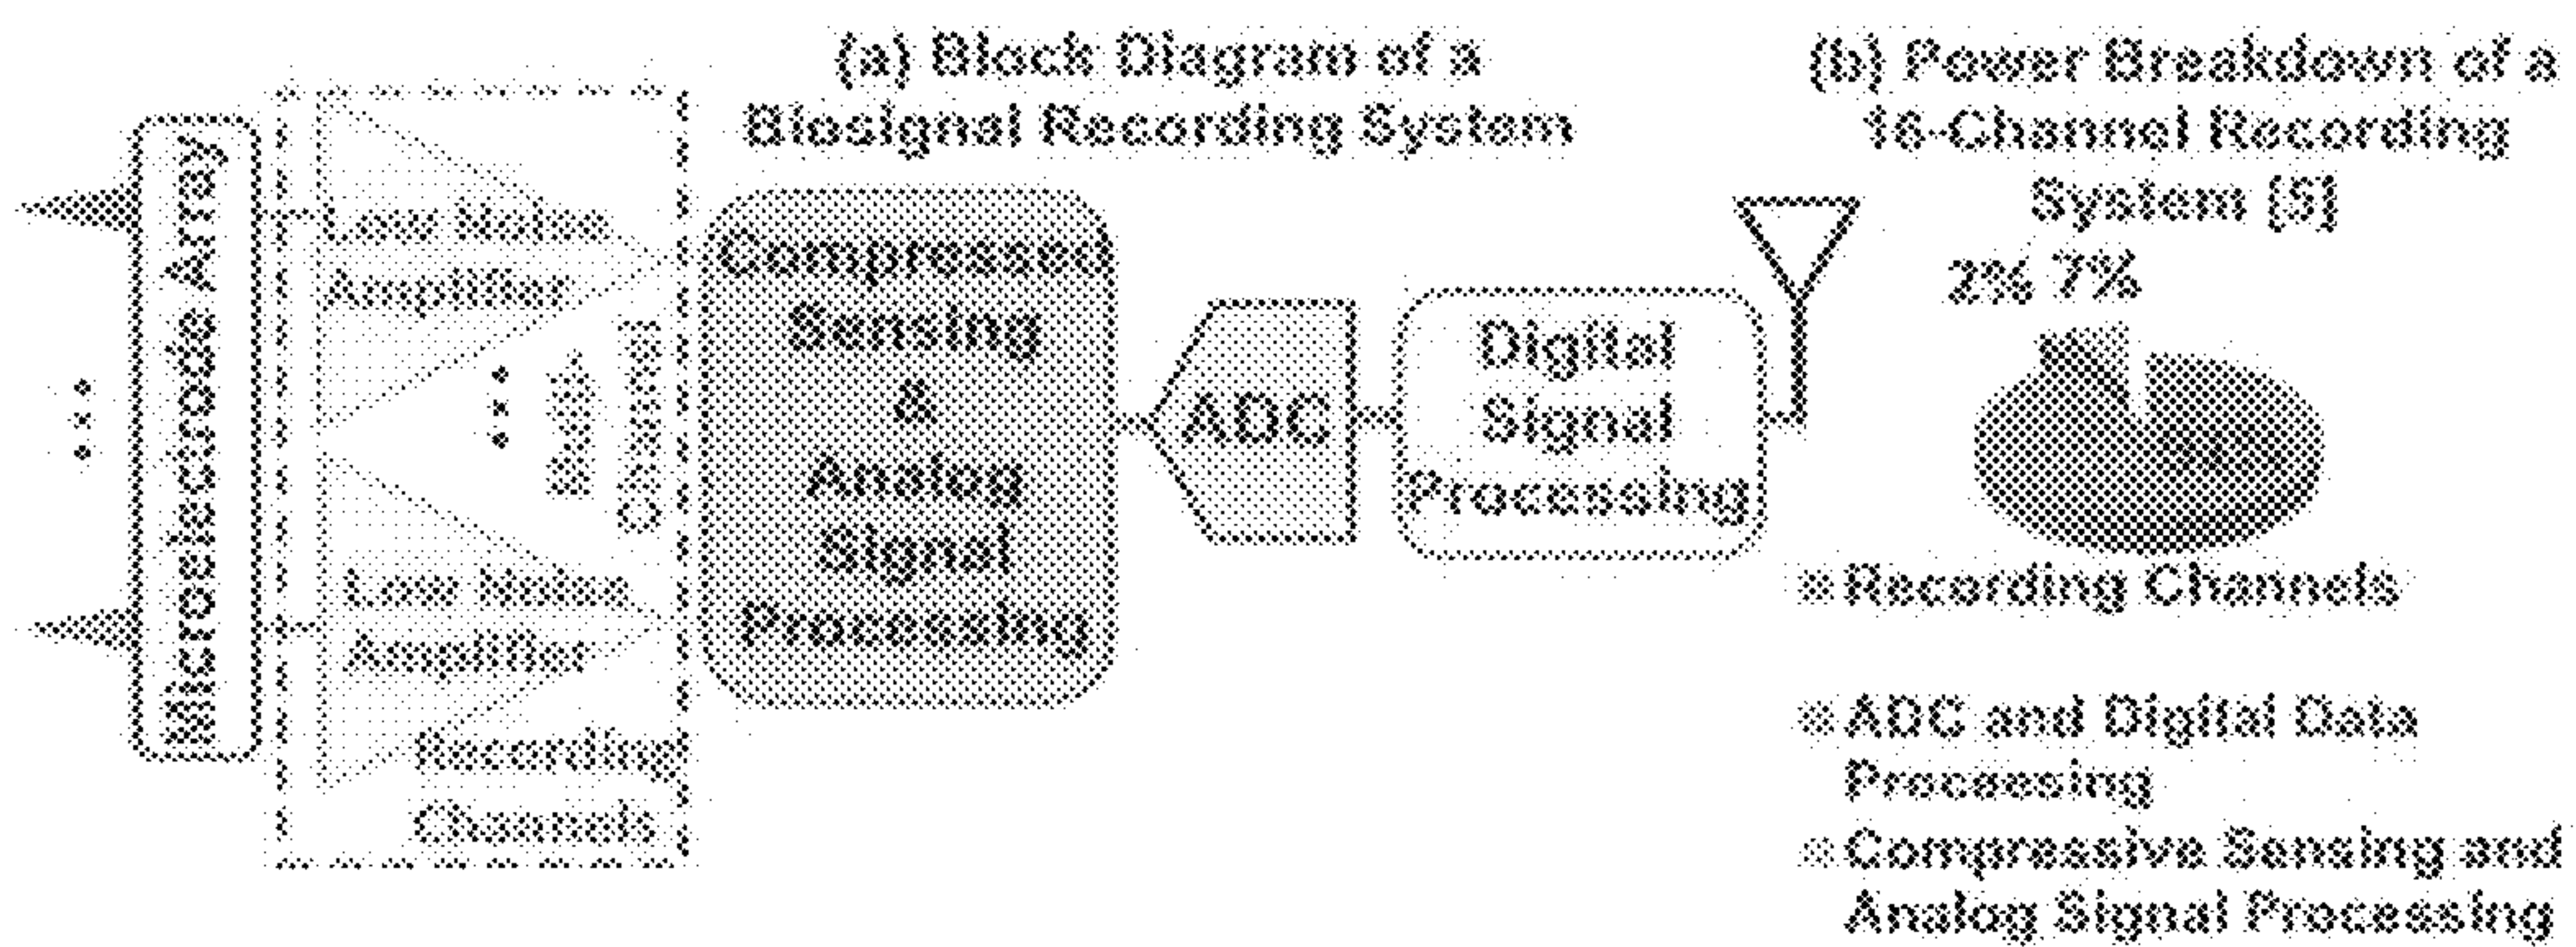 (a) Block Diagram of a
Biosignal Recording System
(b) Power Breakdown of a
16-Channel Recording
System [5]
Microelectrode Array
Low Noise
Amplifier
Channel
Low Noise
Amplifier
Recording
Channels
Compressed
Sensing
&
Analog
Signal
Processing
ADC
Digital
Signal
Processing
2% 7%
Recording Channels
ADC and Digital Data
Processing
Compressive Sensing and
Analog Signal Processing